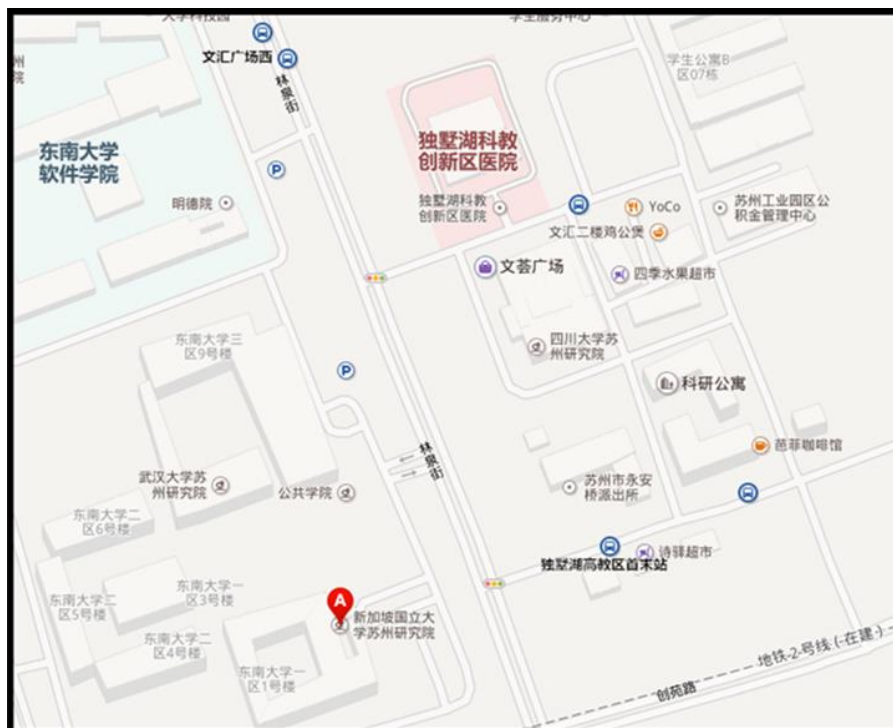 大学科技园
学生服务中心
文汇广场西
林泉街
学生公寓B
区07栋
东南大学
软件学院
独墅湖科教
创新区医院
P
明德院
独墅湖科教
创新区医院
YoCo
苏州工业园区公
积金管理中心
文汇二楼鸡公煲
文荟广场
四季水果超市
东南大学三
区9号楼
四川大学苏
州研究院
P
科研公寓
林泉街
芭菲咖啡馆
武汉大学苏
州研究院
公共学院
苏州市永安
桥派出所
东南大学二
区6号楼
独墅湖高教区首末站
诗驿超市
东南大学一
区3号楼
东南大学二
区5号楼
A
新加坡国立大
学苏州研究院
东南大学二
区4号楼
东南大学一
区1号楼
地铁2号线(在建)
创苑路